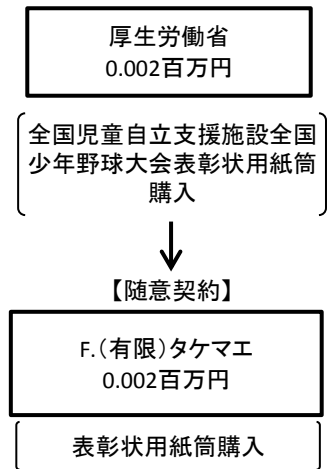 厚生労働省
0.002百万円
全国児童自立支援施設全国
少年野球大会表彰状用紙筒
購入
【随意契約】
F.(有限)タケマエ
0.002百万円
表彰状用紙筒購入